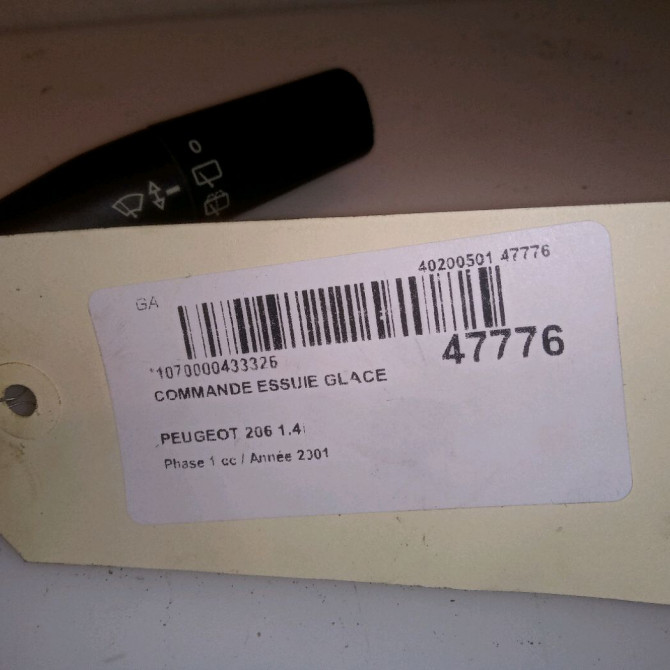 40200501 47776
GA
47776
*1070000433326
COMMANDE ESSUIE GLACE
PEUGEOT 206 1.4i
Phase 1 cc / Année 2001